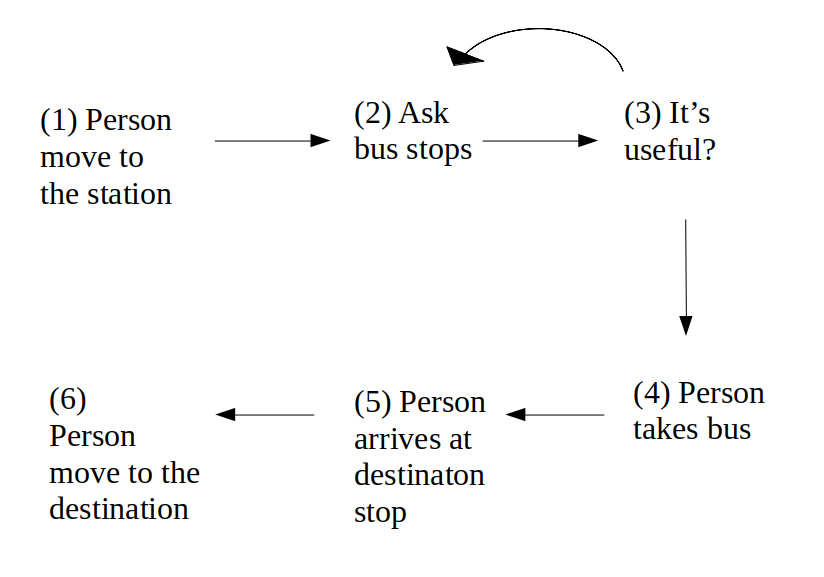 (1) Person
move to
the station
(2) Ask
bus stops
(3) It’s
useful?
(4) Person
takes bus
(5) Person
arrives at
destinaton
stop
(6)
Person
move to the
destination